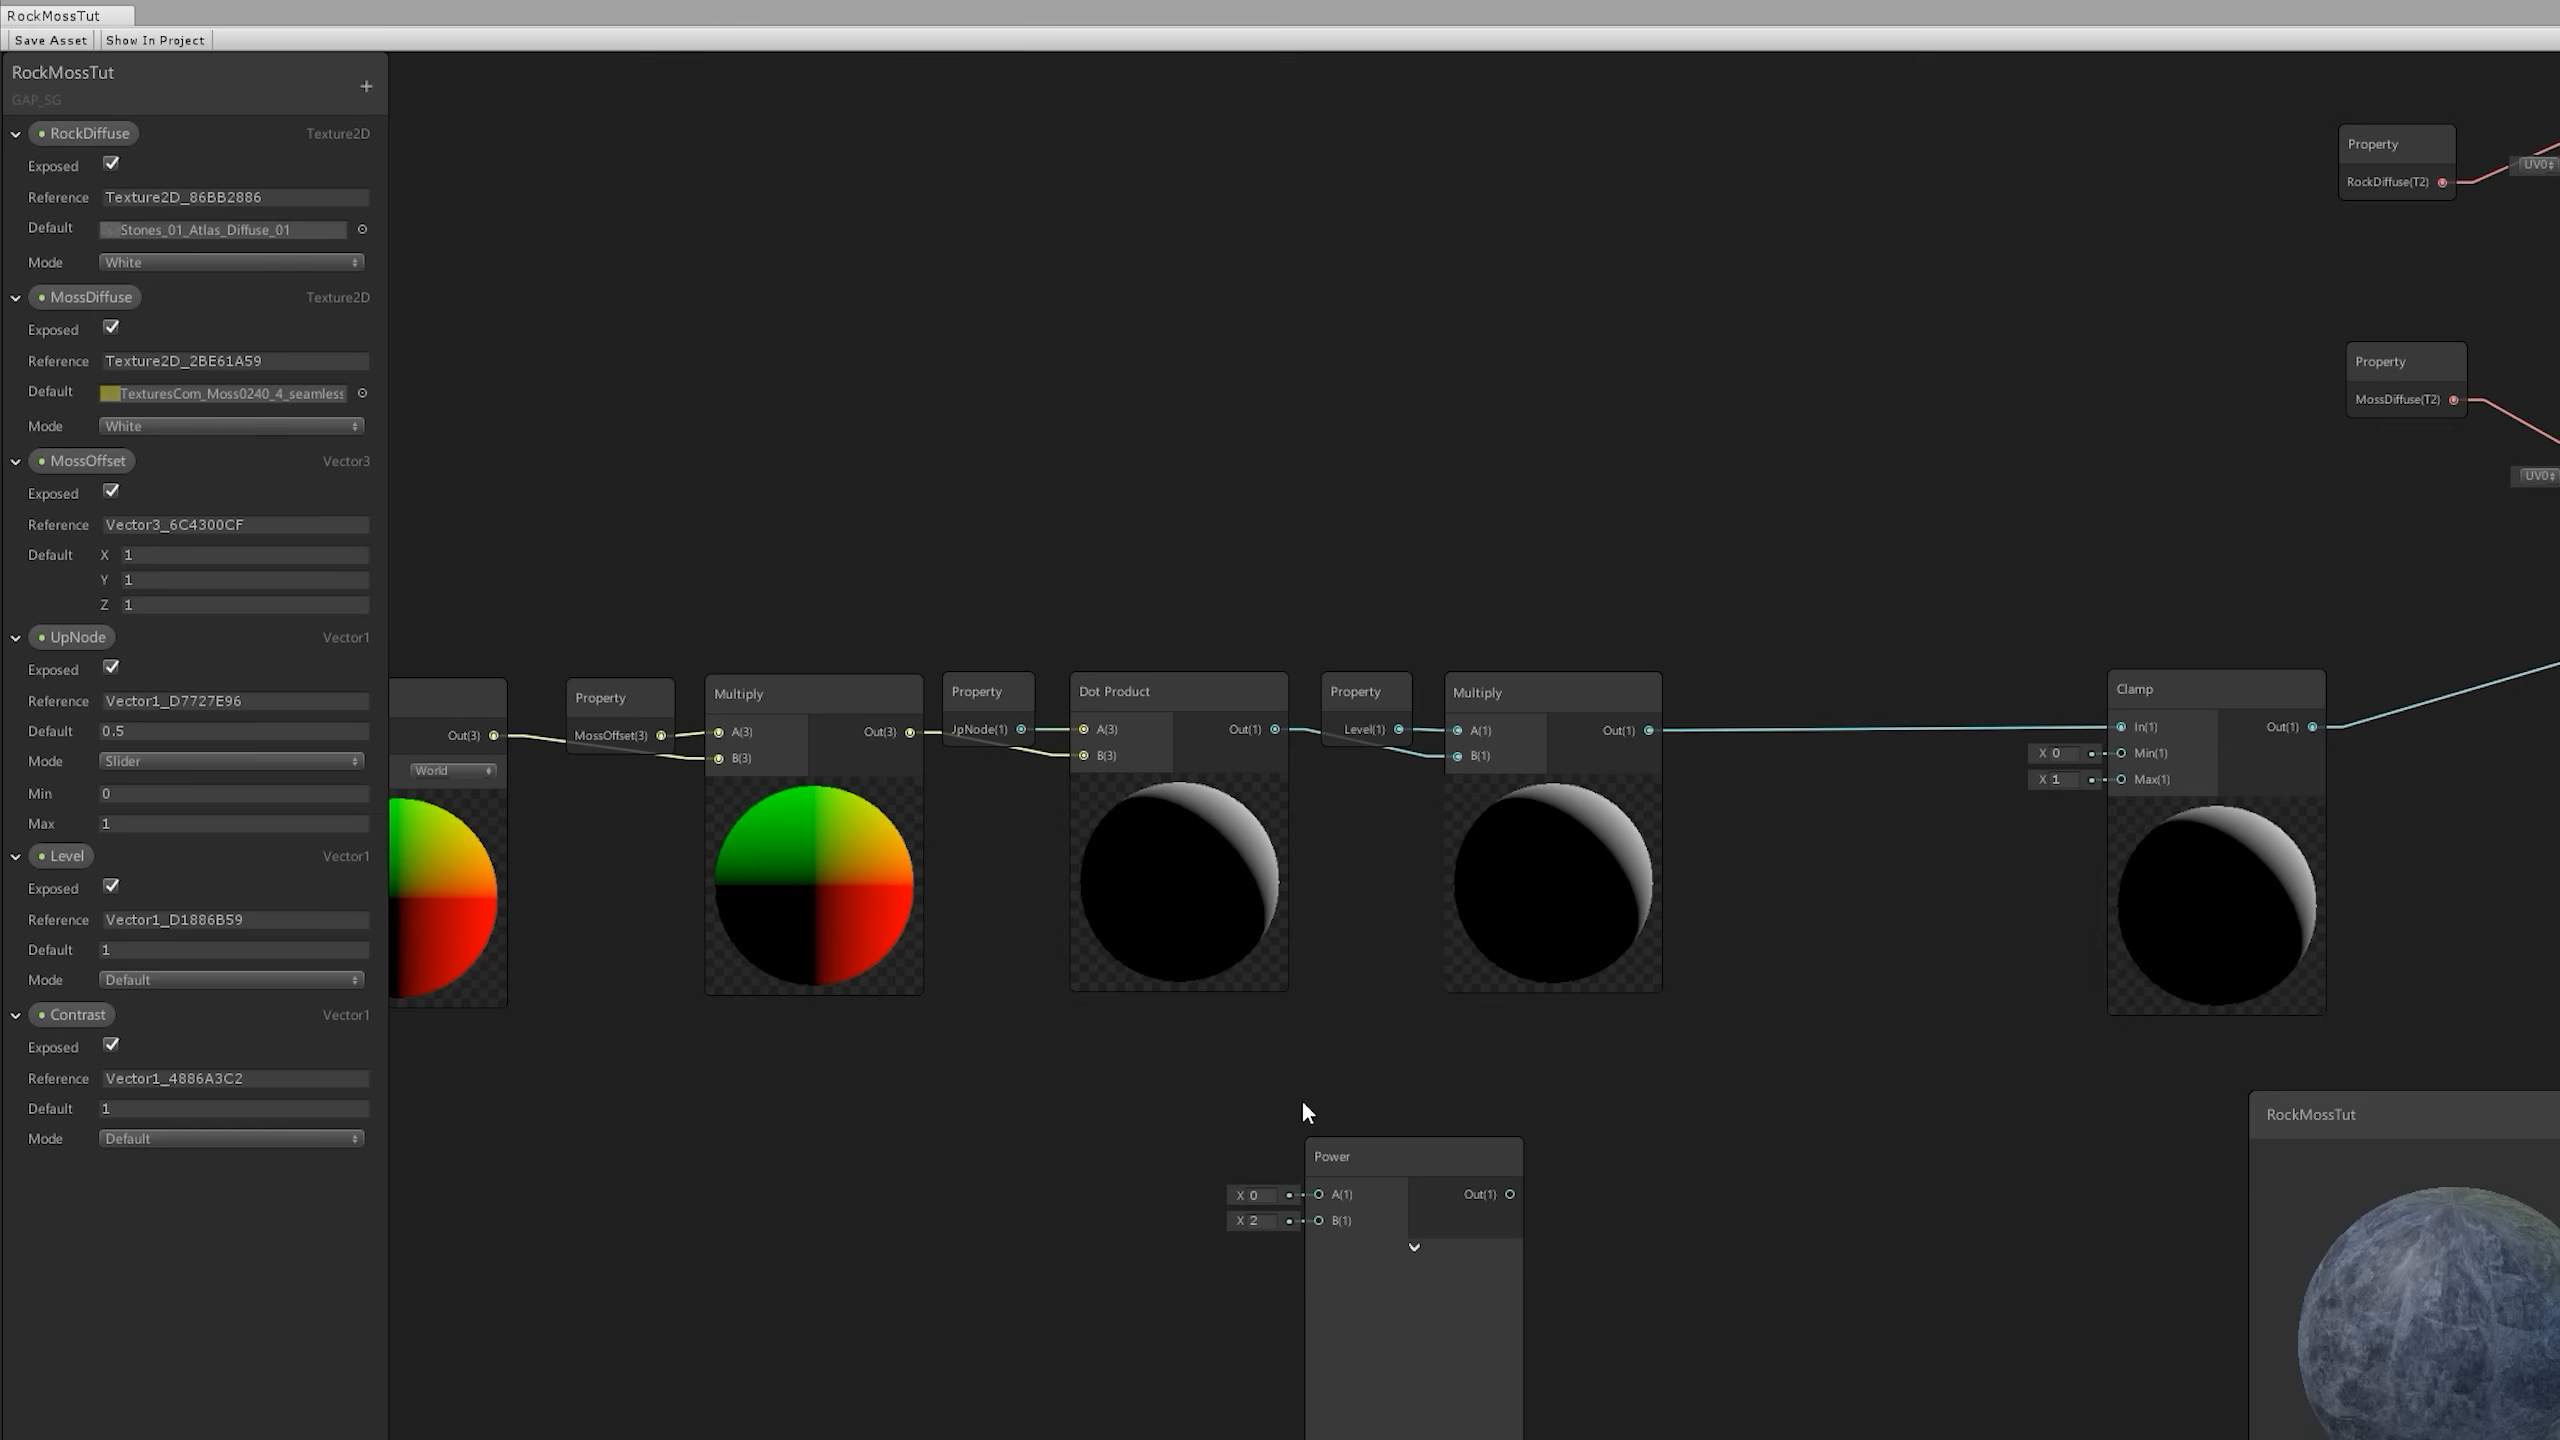 RockMossTut
Save Asset
Show In Project
RockMossTut
GAP_SG
RockDiffuse Texture2D
Exposed
Reference Texture2D_86BB2886
Default Stones_01_Atlas_Diffuse_01
Mode White
MossDiffuse Texture2D
Exposed
Reference Texture2D_2BE61A59
Default TexturesCom_Moss0240_4_seamless
Mode White
MossOffset Vector3
Exposed
Reference Vector3_6C4300CF
Default X 1
Y 1
Z 1
UpNode Vector1
Exposed
Reference Vector1_D7727E96
Default 0.5
Mode Slider
Min 0
Max 1
Level Vector1
Exposed
Reference Vector1_D1886B59
Default 1
Mode Default
Contrast Vector1
Exposed
Reference Vector1_4886A3C2
Default 1
Mode Default
Out(3)
World
Property
MossOffset(3)
Multiply
A(3) Out(3)
B(3)
Property
JpNode(1)
Dot Product
A(3) Out(1)
B(3)
Property
Level(1)
Multiply
A(1) Out(1)
B(1)
Property
RockDiffuse(T2)
UV0
Property
MossDiffuse(T2)
UV0
Clamp
In(1) Out(1)
X 0 Min(1)
X 1 Max(1)
Power
X 0 A(1) Out(1)
X 2 B(1)
RockMossTut